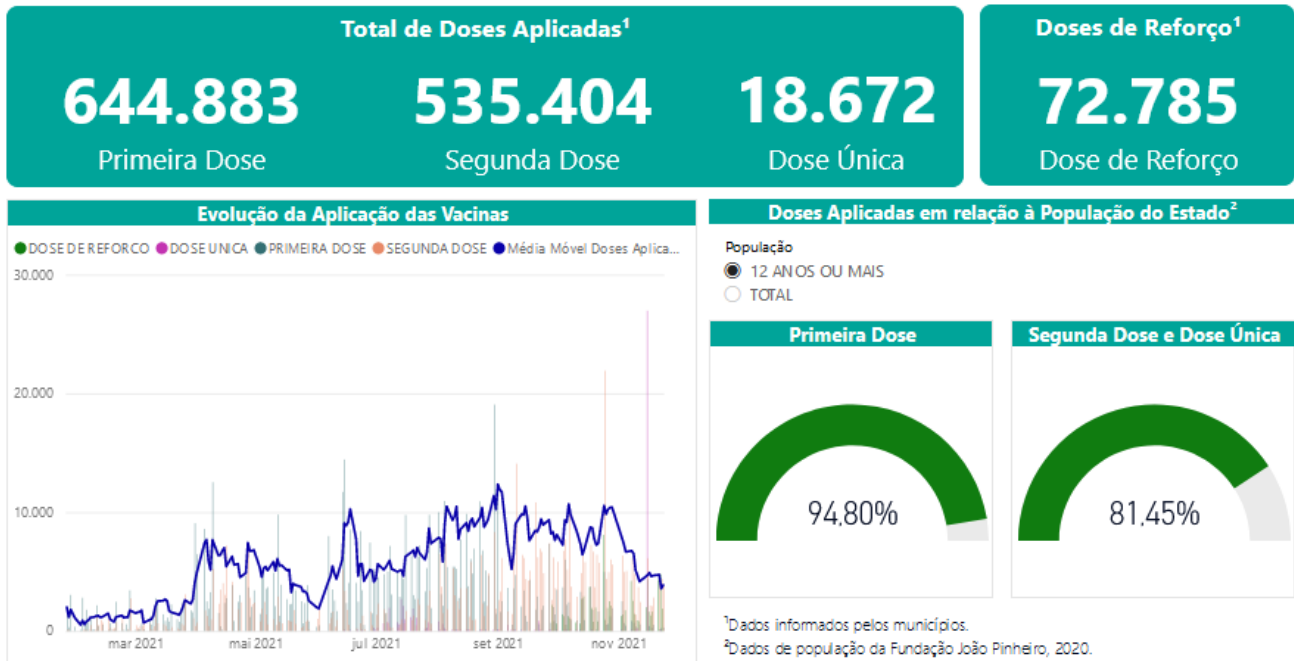 Total de Doses Aplicadas¹
644.883
Primeira Dose
535.404
Segunda Dose
18.672
Dose Única
Doses de Reforço¹
72.785
Dose de Reforço
Evolução da Aplicação das Vacinas
DOSE DE REFORCO DOSE UNICA PRIMEIRA DOSE SEGUNDA DOSE Média Móvel Doses Aplica...
30.000
20.000
10.000
0
mar 2021 mai 2021 jul 2021 set 2021 nov 2021
Doses Aplicadas em relação à População do Estado²
População
12 ANOS OU MAIS
TOTAL
Primeira Dose
94,80%
Segunda Dose e Dose Única
81,45%
¹Dados informados pelos municípios.
²Dados de população da Fundação João Pinheiro, 2020.